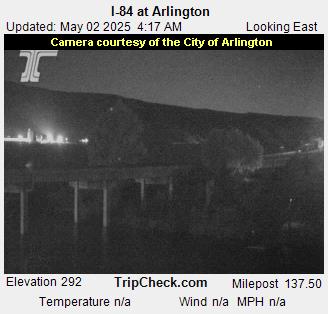 I-84 at Arlington
Updated: May 02 2025 4:17 AM Looking East
Camera courtesy of the City of Arlington
Elevation 292 TripCheck.com Milepost 137.50
Temperature n/a Wind n/a MPH n/a